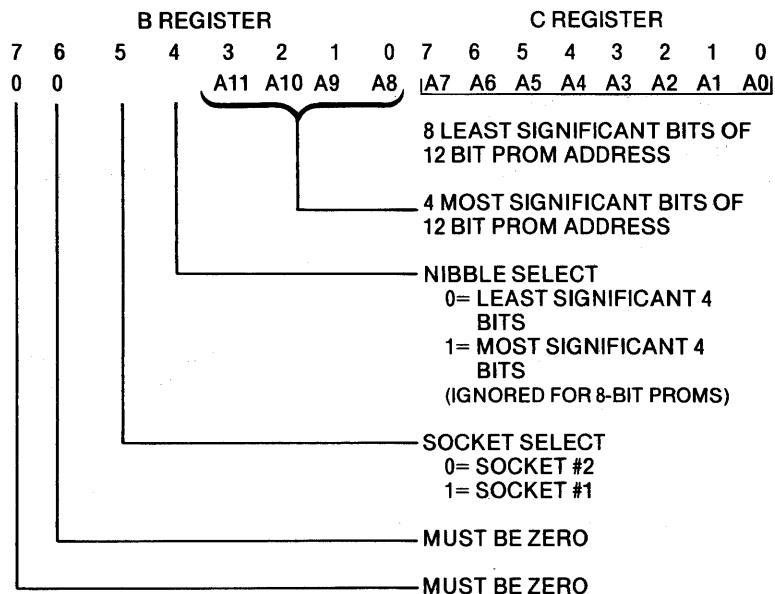 B REGISTER C REGISTER
7 6 5 4 3 2 1 0 7 6 5 4 3 2 1 0
0 0 A11 A10 A9 A8 A7 A6 A5 A4 A3 A2 A1 A0
8 LEAST SIGNIFICANT BITS OF
12 BIT PROM ADDRESS
4 MOST SIGNIFICANT BITS OF
12 BIT PROM ADDRESS
NIBBLE SELECT
0= LEAST SIGNIFICANT 4
BITS
1= MOST SIGNIFICANT 4
BITS
(IGNORED FOR 8-BIT PROMS)
SOCKET SELECT
0= SOCKET #2
1= SOCKET #1
MUST BE ZERO
MUST BE ZERO